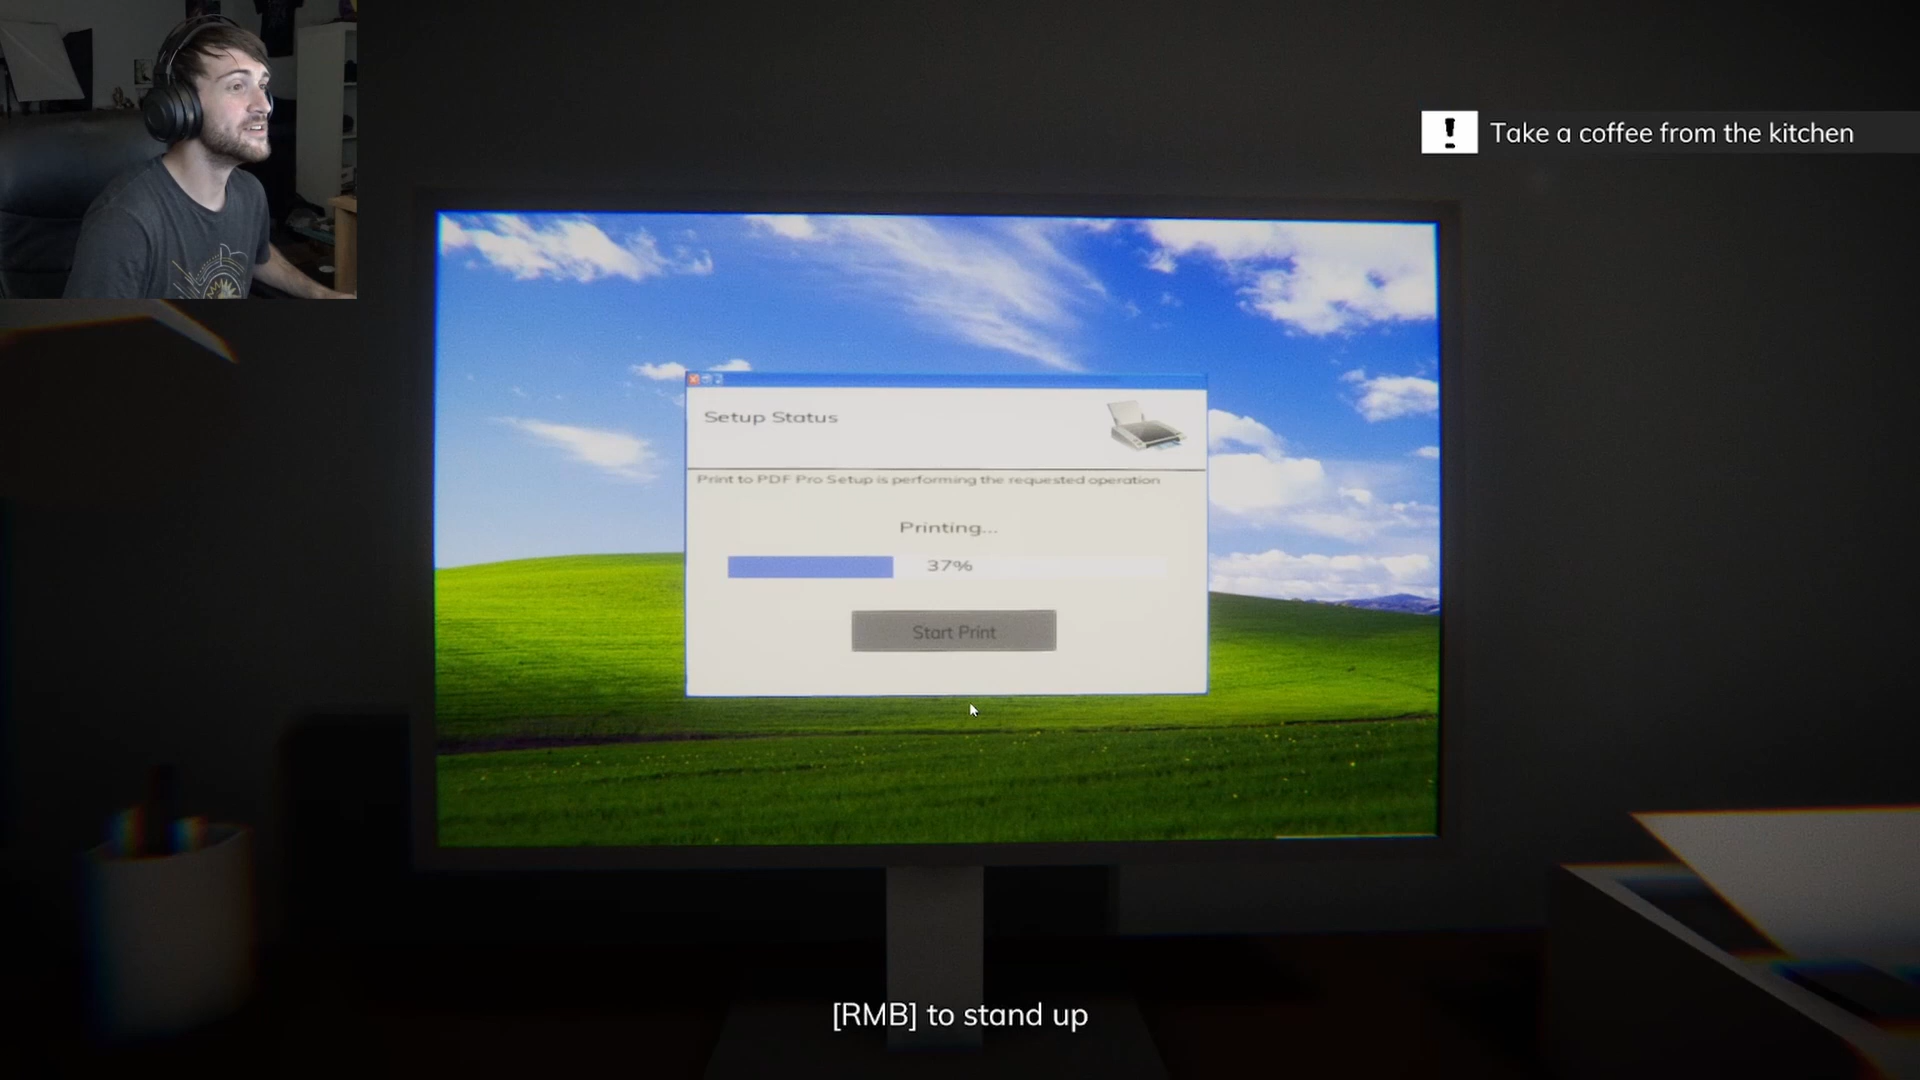 Take a coffee from the kitchen
Setup Status
Print to PDF Pro Setup is performing the requested operation
Printing...
37%
Start Print
[RMB] to stand up